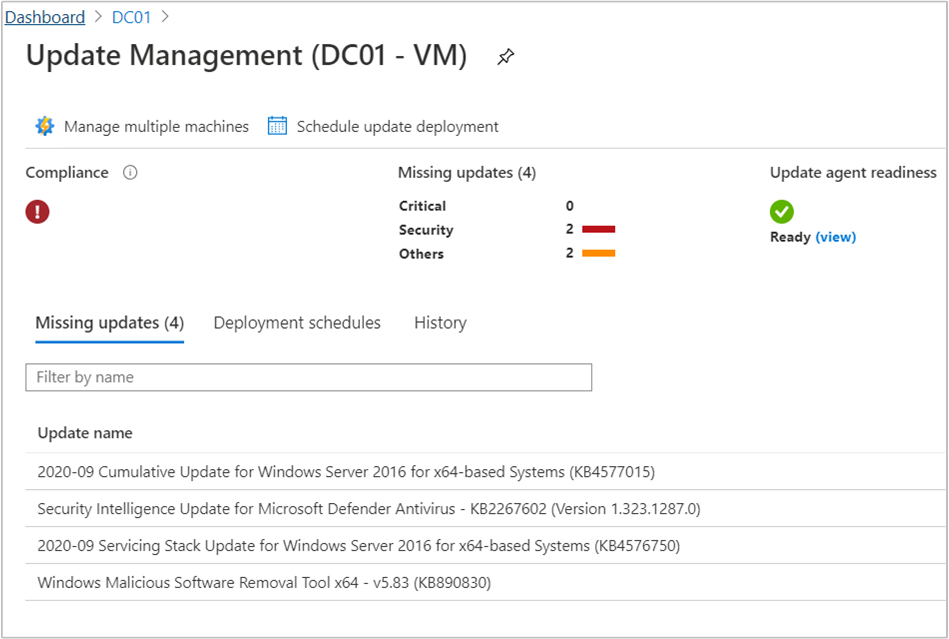 Dashboard > DC01 >
Update Management (DC01 - VM)
Manage multiple machines Schedule update deployment
Compliance
Missing updates (4)
Critical 0
Security 2
Others 2
Update agent readiness
Ready (view)
Missing updates (4) Deployment schedules History
Filter by name
Update name
2020-09 Cumulative Update for Windows Server 2016 for x64-based Systems (KB4577015)
Security Intelligence Update for Microsoft Defender Antivirus - KB2267602 (Version 1.323.1287.0)
2020-09 Servicing Stack Update for Windows Server 2016 for x64-based Systems (KB4576750)
Windows Malicious Software Removal Tool x64 - v5.83 (KB890830)